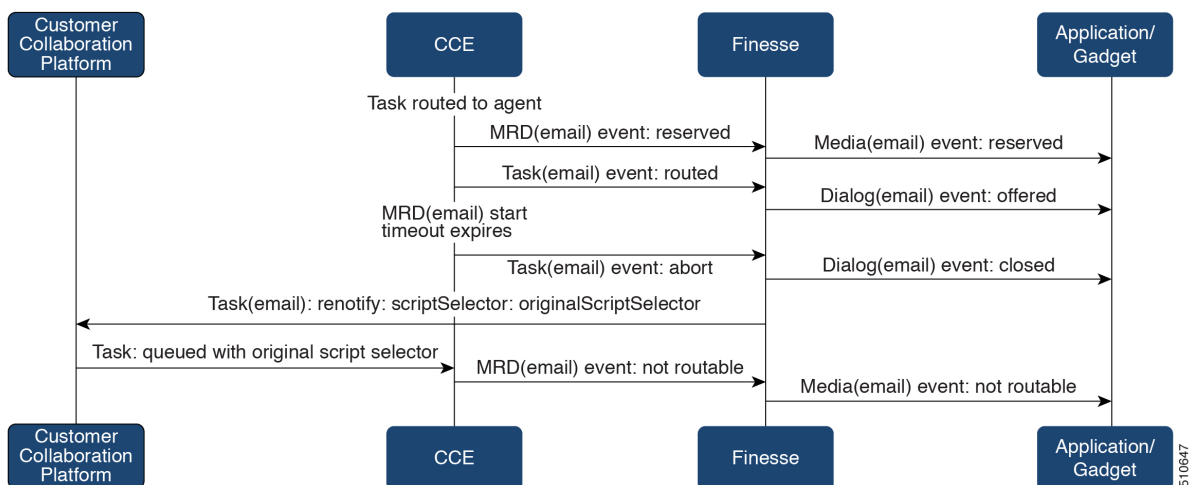 Customer
Collaboration
Platform
CCE
Finesse
Application/
Gadget
Task routed to agent
MRD(email) event: reserved
Media(email) event: reserved
Task(email) event: routed
Dialog(email) event: offered
MRD(email) start
timeout expires
Task(email) event: abort
Dialog(email) event: closed
Task(email): renotify: scriptSelector: originalScriptSelector
Task: queued with original script selector
MRD(email) event: not routable
Media(email) event: not routable
Customer
Collaboration
Platform
CCE
Finesse
Application/
Gadget
510647